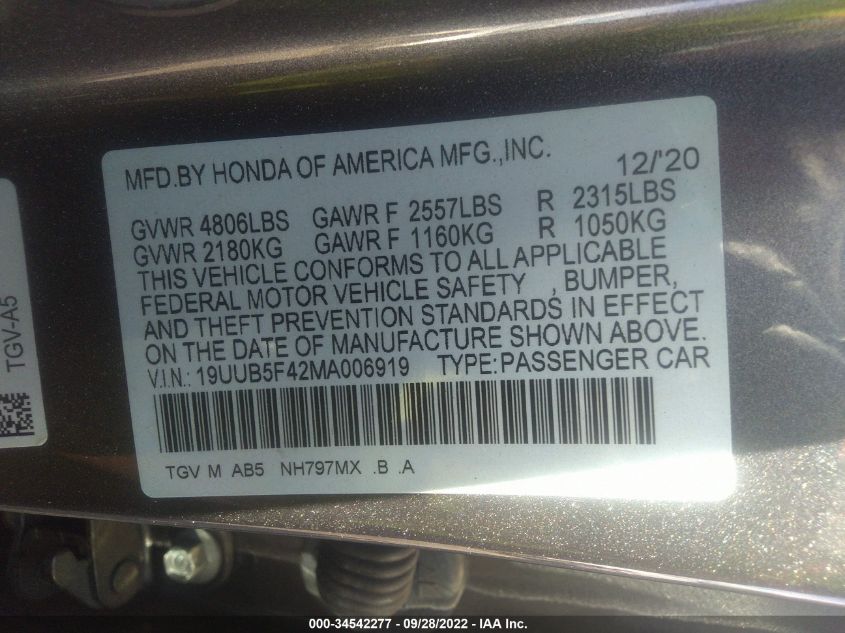 MFD.BY HONDA OF AMERICA MFG.,INC. 12/'20
GVWR 4806LBS GAWR F 2557LBS R 2315LBS
GVWR 2180KG GAWR F 1160KG R 1050KG
THIS VEHICLE CONFORMS TO ALL APPLICABLE
FEDERAL MOTOR VEHICLE SAFETY , BUMPER,
AND THEFT PREVENTION STANDARDS IN EFFECT
ON THE DATE OF MANUFACTURE SHOWN ABOVE.
V.I.N.: 19UUB5F42MA006919 TYPE:PASSENGER CAR
TGV M AB5 NH797MX .B .A
TGV-A5
000-34542277 - 09/28/2022 - IAA Inc.